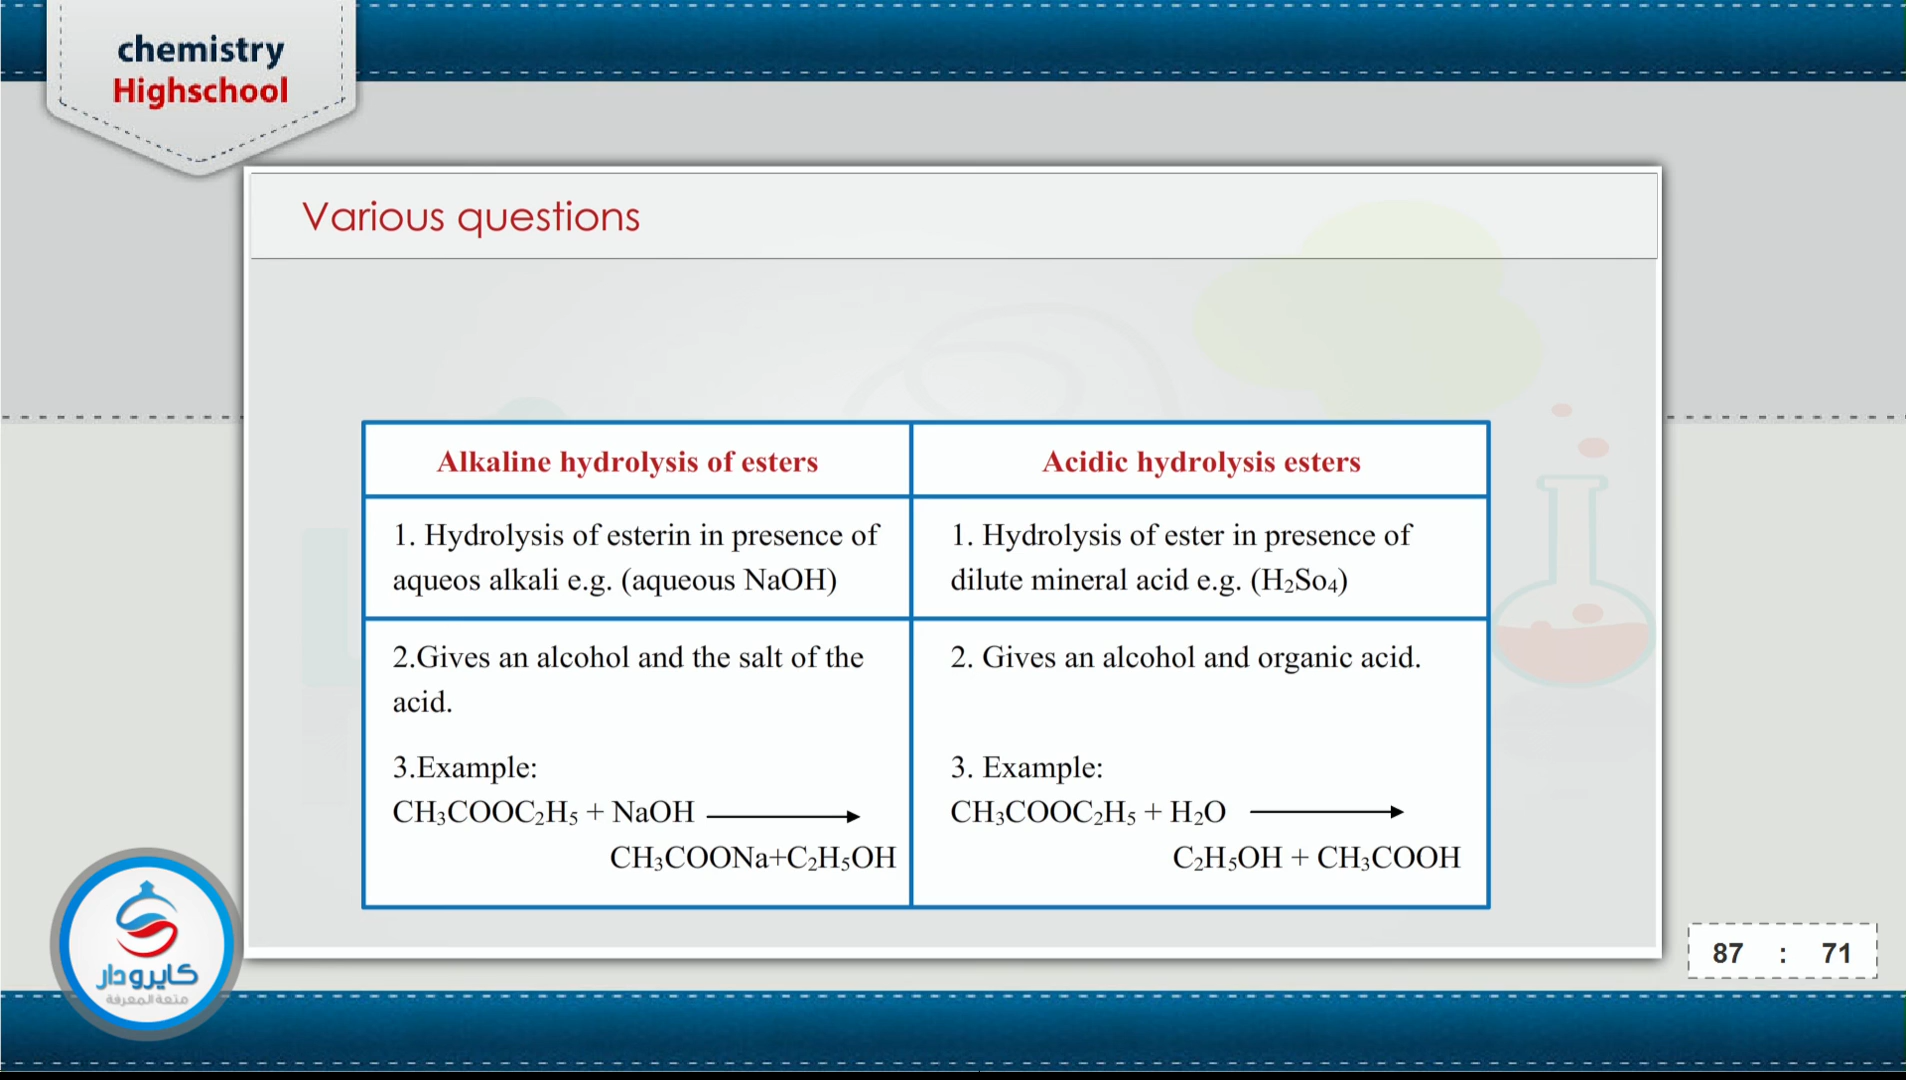 chemistry
Highschool
Various questions
Alkaline hydrolysis of esters
Acidic hydrolysis esters
1. Hydrolysis of esterin in presence of
aqueos alkali e.g. (aqueous NaOH)
1. Hydrolysis of ester in presence of
dilute mineral acid e.g. (H₂So₄)
2.Gives an alcohol and the salt of the
acid.
3.Example:
CH₃COOC₂H₅ + NaOH ⟶
CH₃COONa+C₂H₅OH
2. Gives an alcohol and organic acid.
3. Example:
CH₃COOC₂H₅ + H₂O ⟶
C₂H₅OH + CH₃COOH
كايرودار
متعة المعرفة
87 : 71